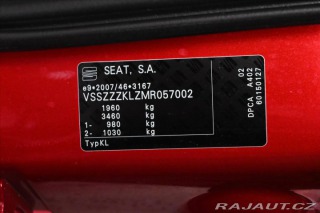 SEAT, S.A.
e9*2007/46*3167
VSSZZZKLZMR057002
1960 kg
3460 kg
1- 980 kg
2- 1030 kg
TypKL
DPCA A402
60150127
RAJAUT.CZ